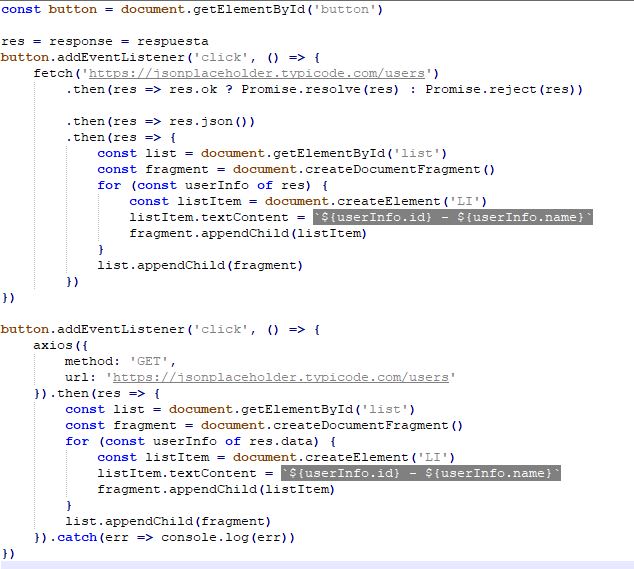 const button = document.getElementById('button')
res = response = respuesta
button.addEventListener('click', () => {
fetch('https://jsonplaceholder.typicode.com/users')
.then(res => res.ok ? Promise.resolve(res) : Promise.reject(res))
.then(res => res.json())
.then(res => {
const list = document.getElementById('list')
const fragment = document.createDocumentFragment()
for (const userInfo of res) {
const listItem = document.createElement('LI')
listItem.textContent = `${userInfo.id} - ${userInfo.name}`
fragment.appendChild(listItem)
}
list.appendChild(fragment)
})
})
button.addEventListener('click', () => {
axios({
method: 'GET',
url: 'https://jsonplaceholder.typicode.com/users'
}).then(res => {
const list = document.getElementById('list')
const fragment = document.createDocumentFragment()
for (const userInfo of res.data) {
const listItem = document.createElement('LI')
listItem.textContent = `${userInfo.id} - ${userInfo.name}`
fragment.appendChild(listItem)
}
list.appendChild(fragment)
}).catch(err => console.log(err))
})